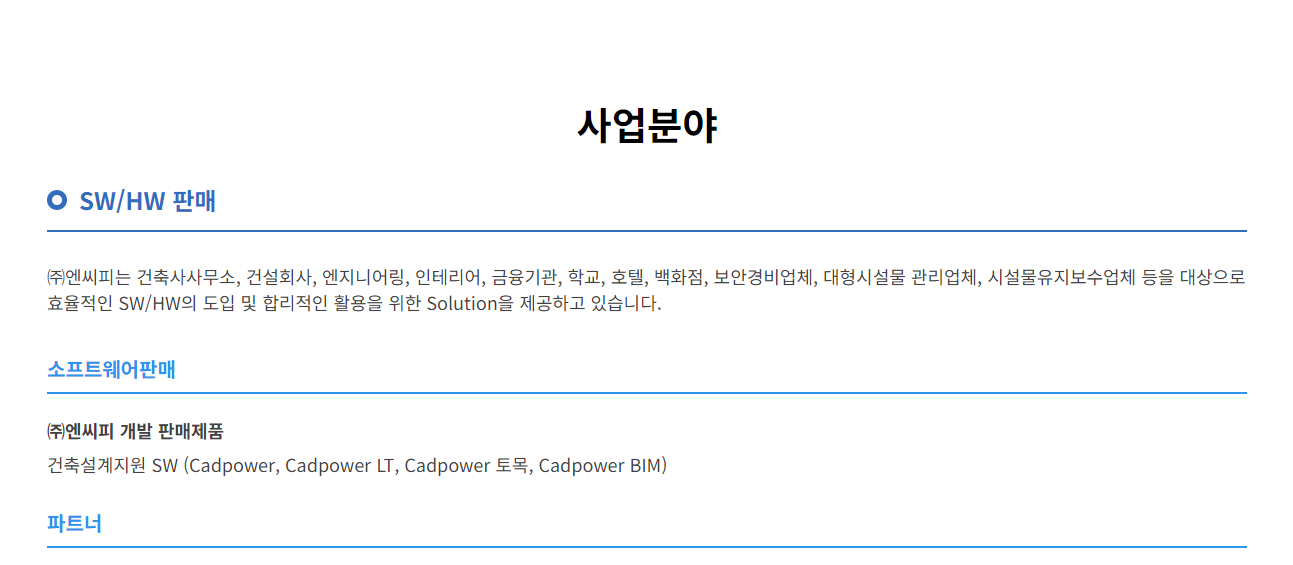 사업분야
SW/HW 판매
㈜엔씨피는 건축사사무소, 건설회사, 엔지니어링, 인테리어, 금융기관, 학교, 호텔, 백화점, 보안경비업체, 대형시설물 관리업체, 시설물유지보수업체 등을 대상으로
효율적인 SW/HW의 도입 및 합리적인 활용을 위한 Solution을 제공하고 있습니다.
소프트웨어판매
㈜엔씨피 개발 판매제품
건축설계지원 SW (Cadpower, Cadpower LT, Cadpower 토목, Cadpower BIM)
파트너